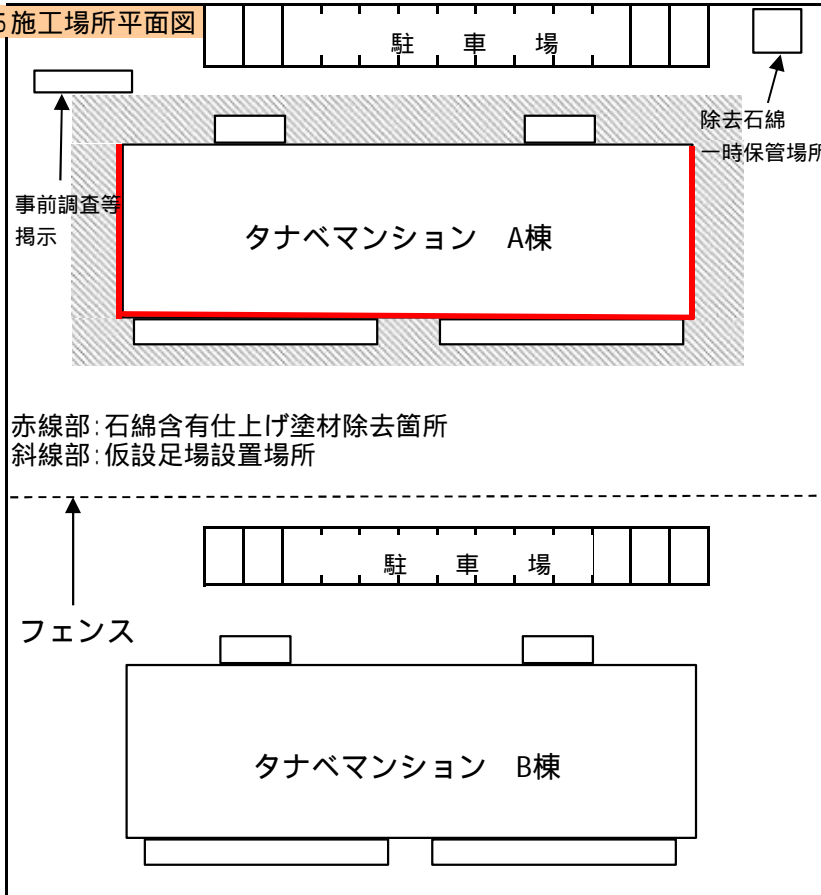 5施工場所平面図
駐 車 場
除去石綿
一時保管場所
事前調査等
掲示
タナベマンション A棟
赤線部:石綿含有仕上げ塗材除去箇所
斜線部:仮設足場設置場所
駐 車 場
フェンス
タナベマンション B棟